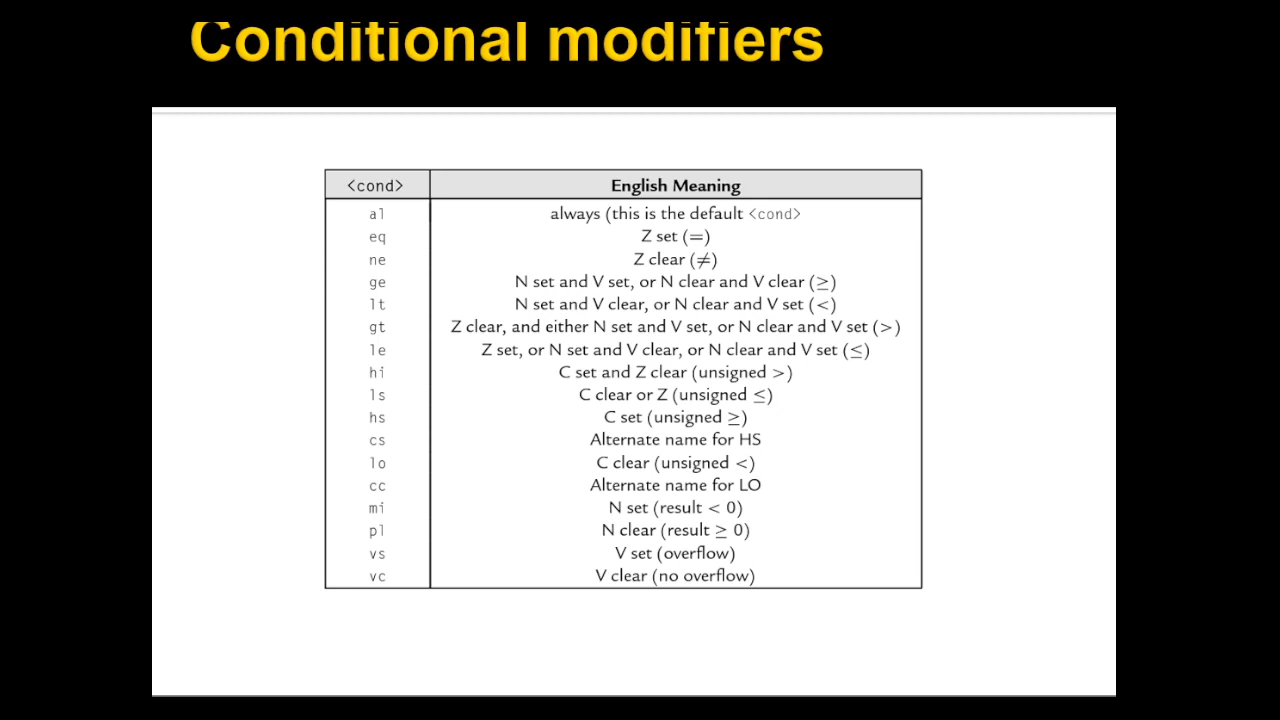 Conditional modifiers
<cond> English Meaning
al always (this is the default <cond>
eq Z set (=)
ne Z clear (≠)
ge N set and V set, or N clear and V clear (≥)
lt N set and V clear, or N clear and V set (<)
gt Z clear, and either N set and V set, or N clear and V set (>)
le Z set, or N set and V clear, or N clear and V set (≤)
hi C set and Z clear (unsigned >)
ls C clear or Z (unsigned ≤)
hs C set (unsigned ≥)
cs Alternate name for HS
lo C clear (unsigned <)
cc Alternate name for LO
mi N set (result < 0)
pl N clear (result ≥ 0)
vs V set (overflow)
vc V clear (no overflow)